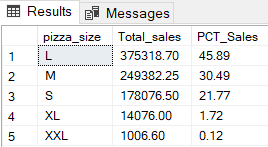 Results Messages
pizza_size Total_sales PCT_Sales
1 L 375318.70 45.89
2 M 249382.25 30.49
3 S 178076.50 21.77
4 XL 14076.00 1.72
5 XXL 1006.60 0.12